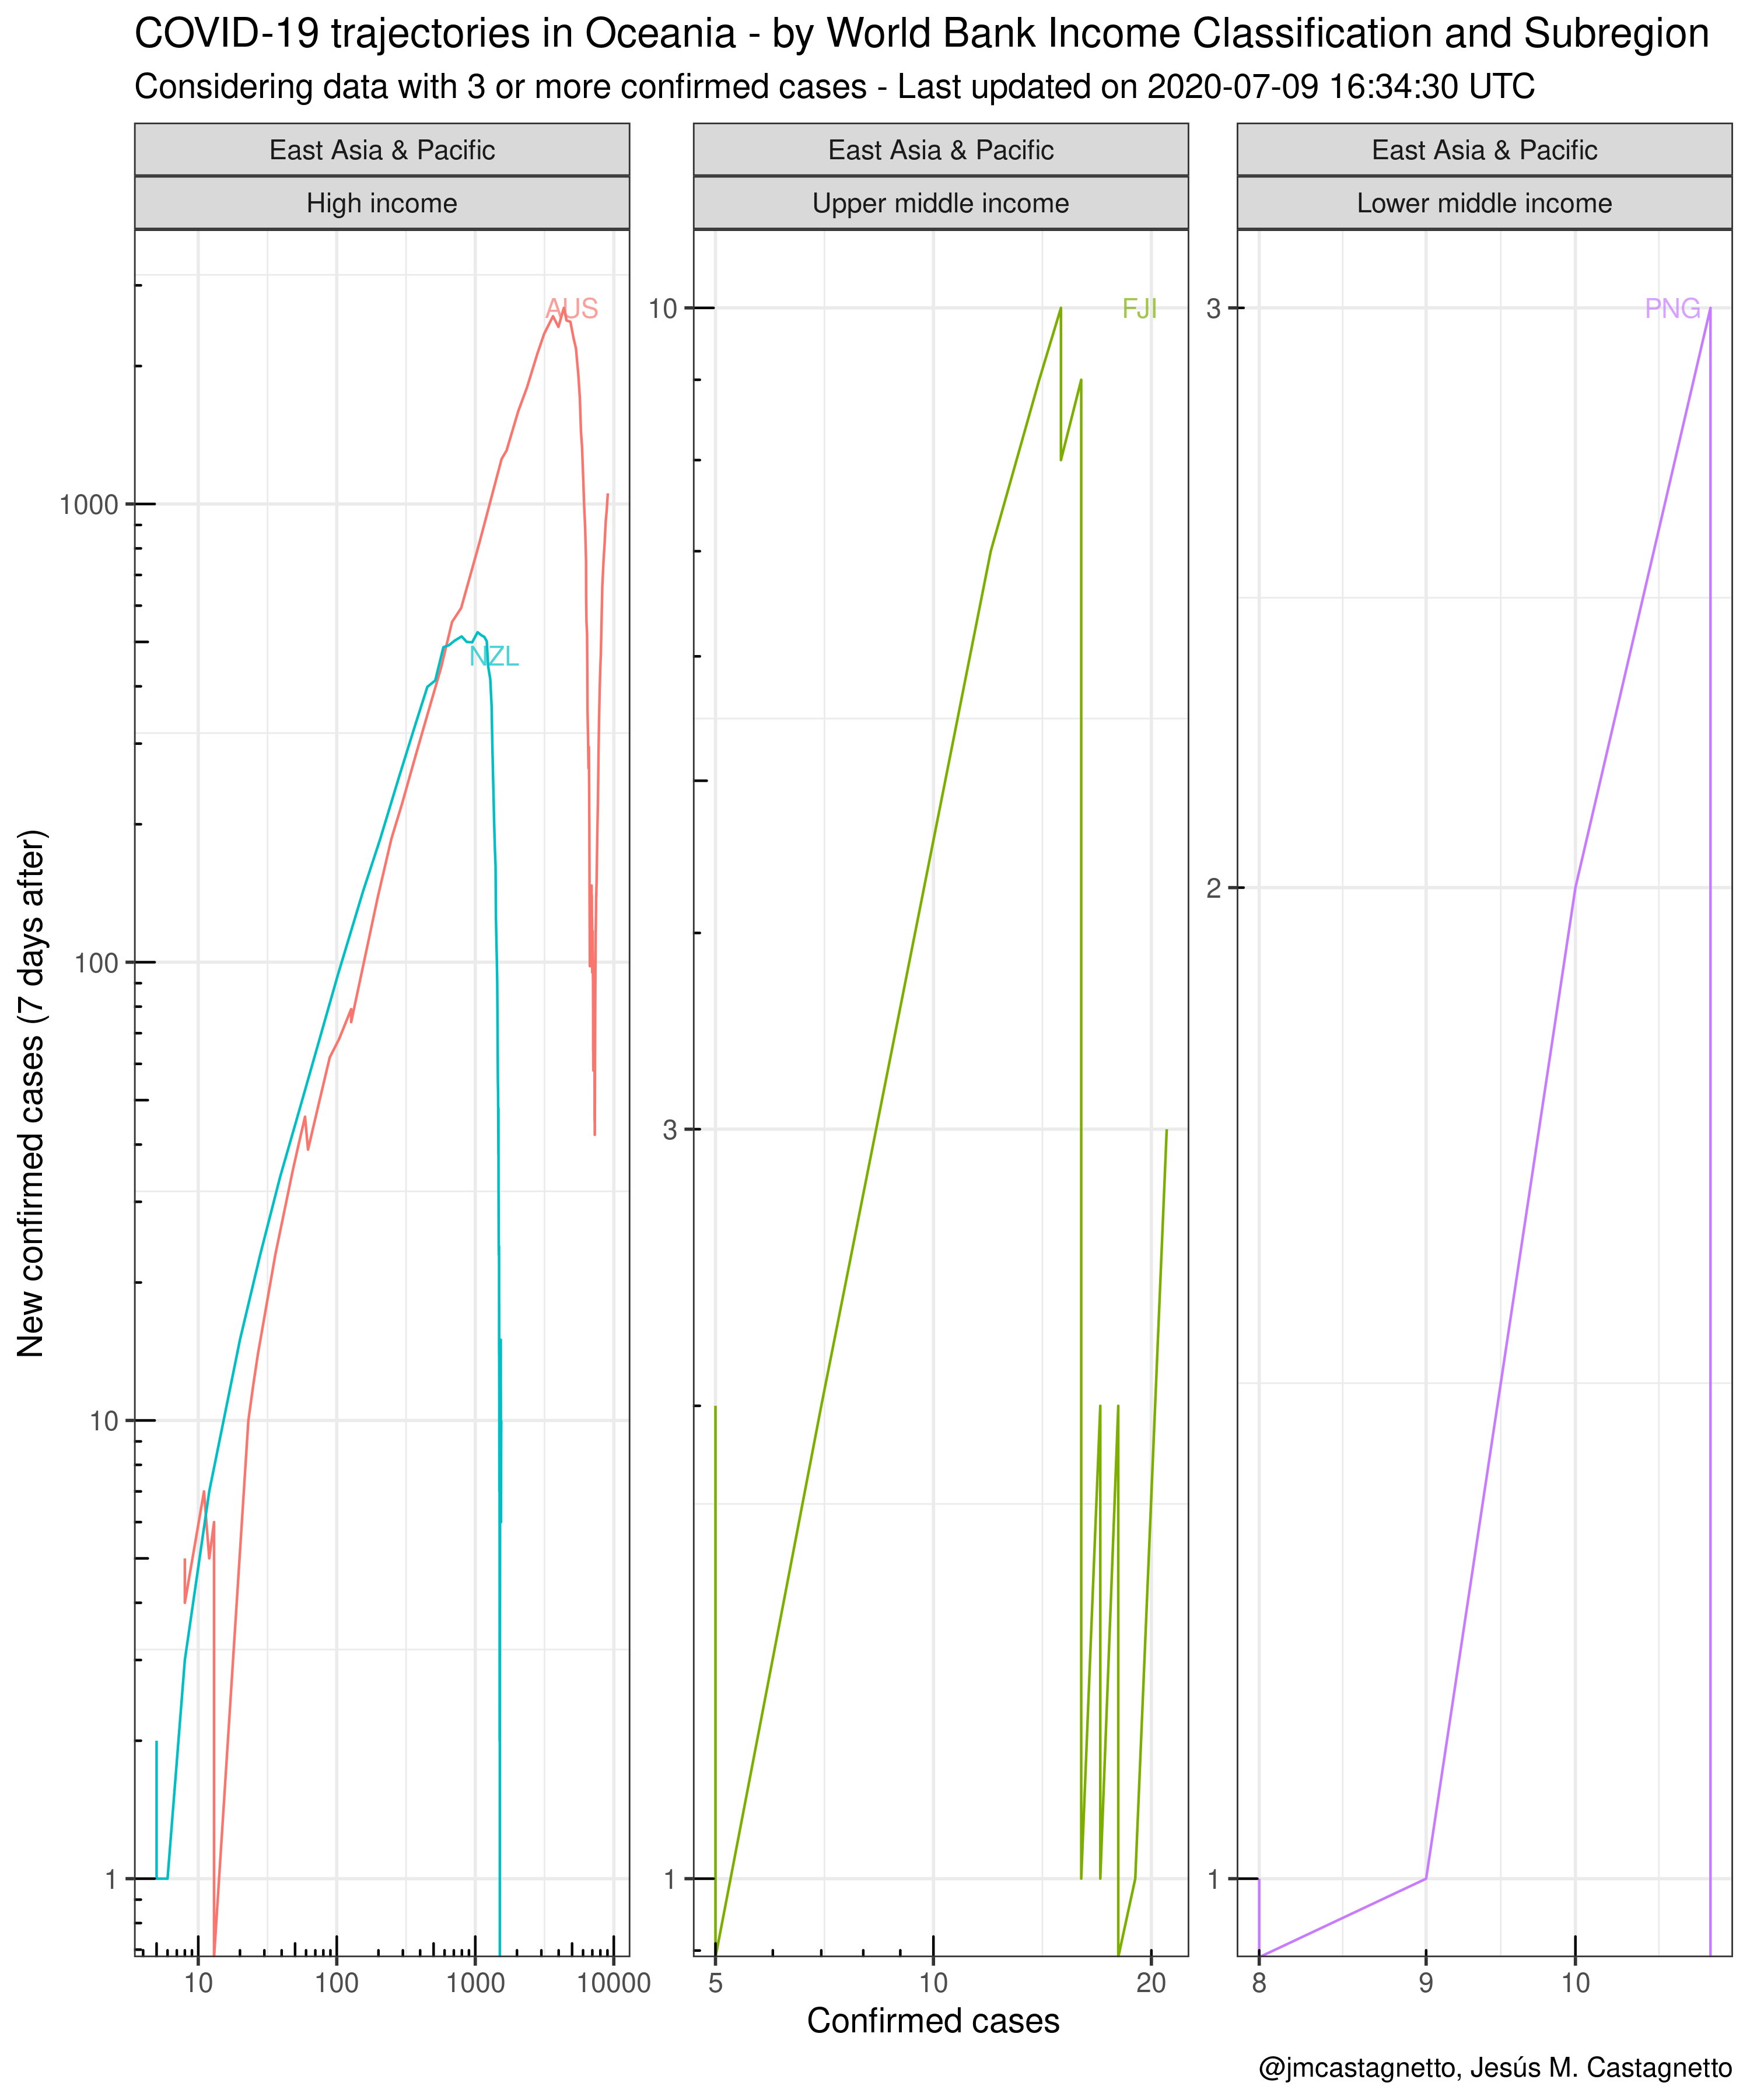 COVID-19 trajectories in Oceania - by World Bank Income Classification and Subregion
Considering data with 3 or more confirmed cases - Last updated on 2020-07-09 16:34:30 UTC
East Asia & Pacific
High income
East Asia & Pacific
Upper middle income
East Asia & Pacific
Lower middle income
New confirmed cases (7 days after)
1000
100
10
1
AUS
NZL
10 100 1000 10000
10
3
1
FJI
5 10 20
3
2
1
PNG
8 9 10
Confirmed cases
@jmcastagnetto, Jesús M. Castagnetto